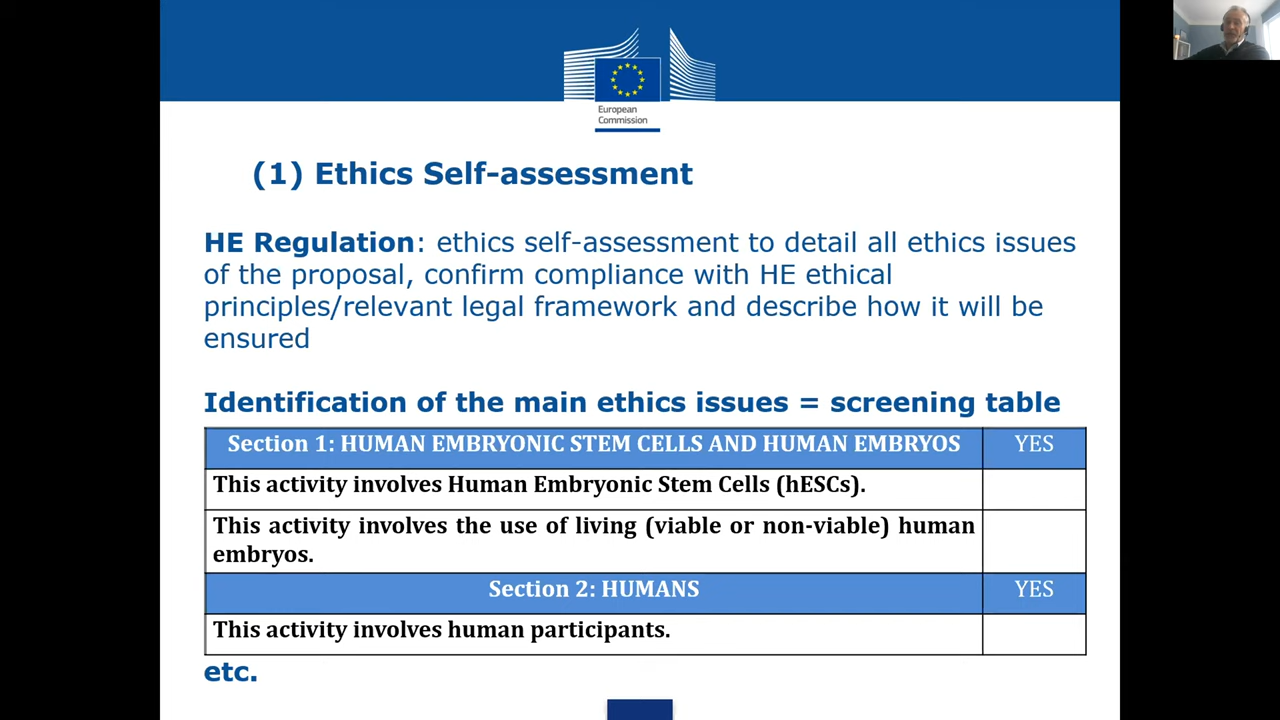 European
Commission
(1) Ethics Self-assessment
HE Regulation: ethics self-assessment to detail all ethics issues
of the proposal, confirm compliance with HE ethical
principles/relevant legal framework and describe how it will be
ensured
Identification of the main ethics issues = screening table
Section 1: HUMAN EMBRYONIC STEM CELLS AND HUMAN EMBRYOS YES
This activity involves Human Embryonic Stem Cells (hESCs).
This activity involves the use of living (viable or non-viable) human
embryos.
Section 2: HUMANS YES
This activity involves human participants.
etc.